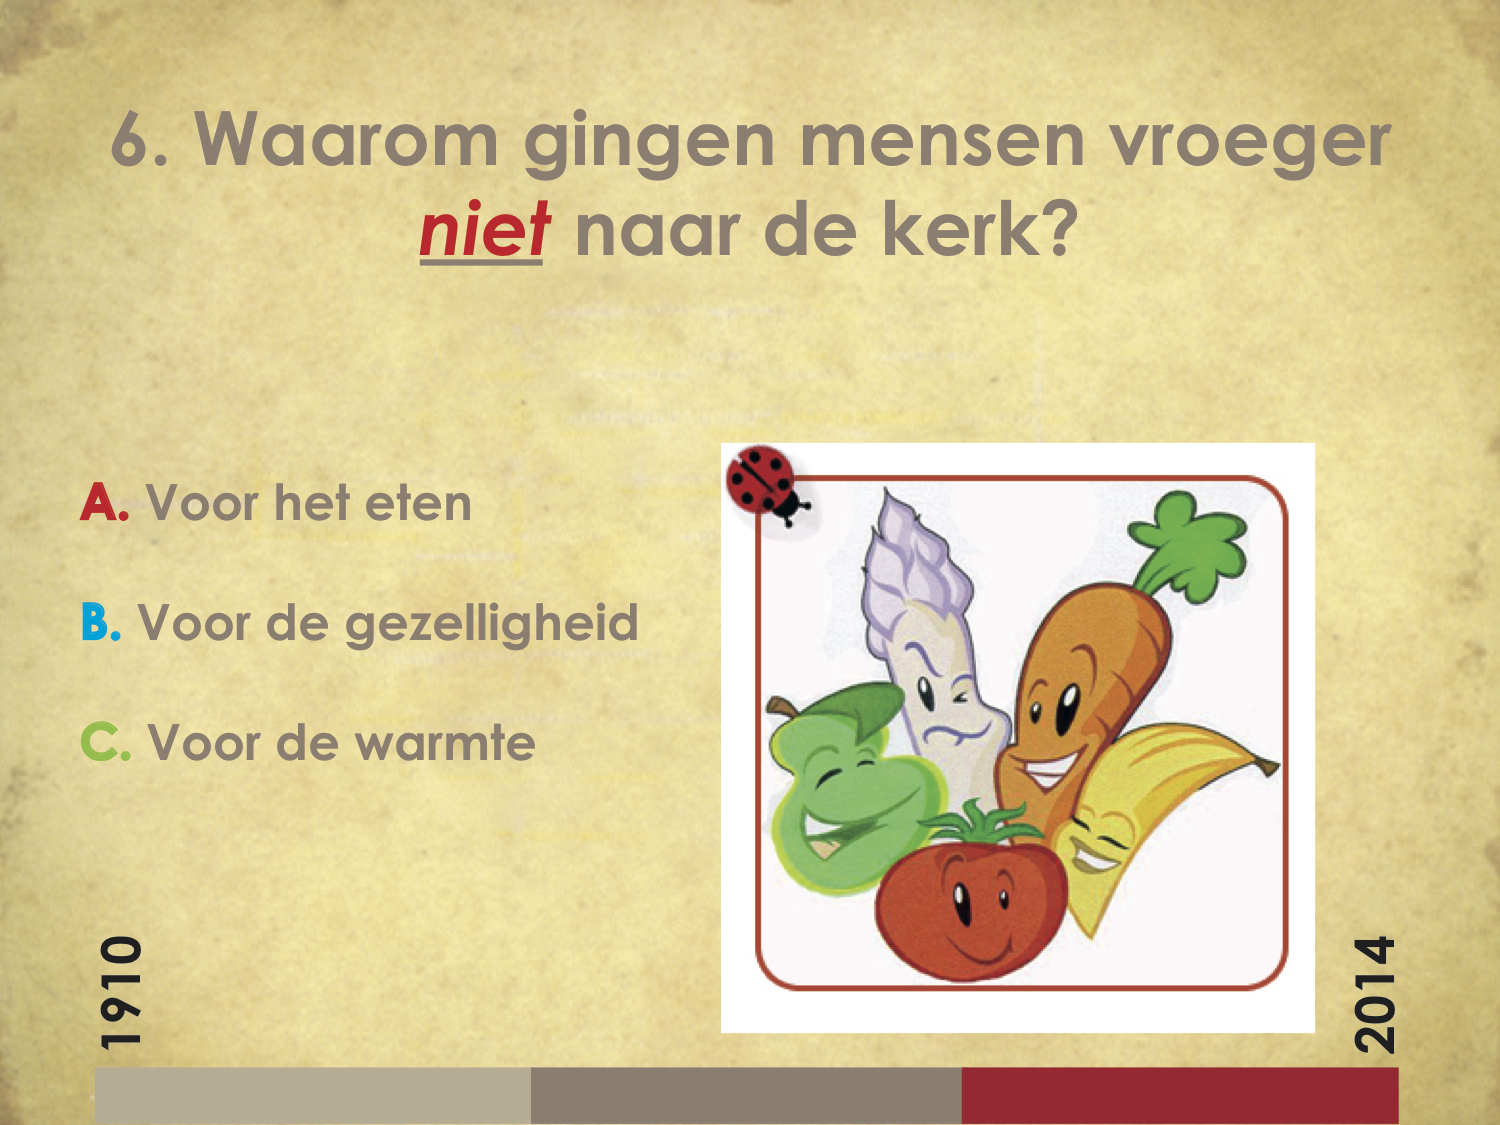 6. Waarom gingen mensen vroeger
niet naar de kerk?
A. Voor het eten
B. Voor de gezelligheid
C. Voor de warmte
1910
2014